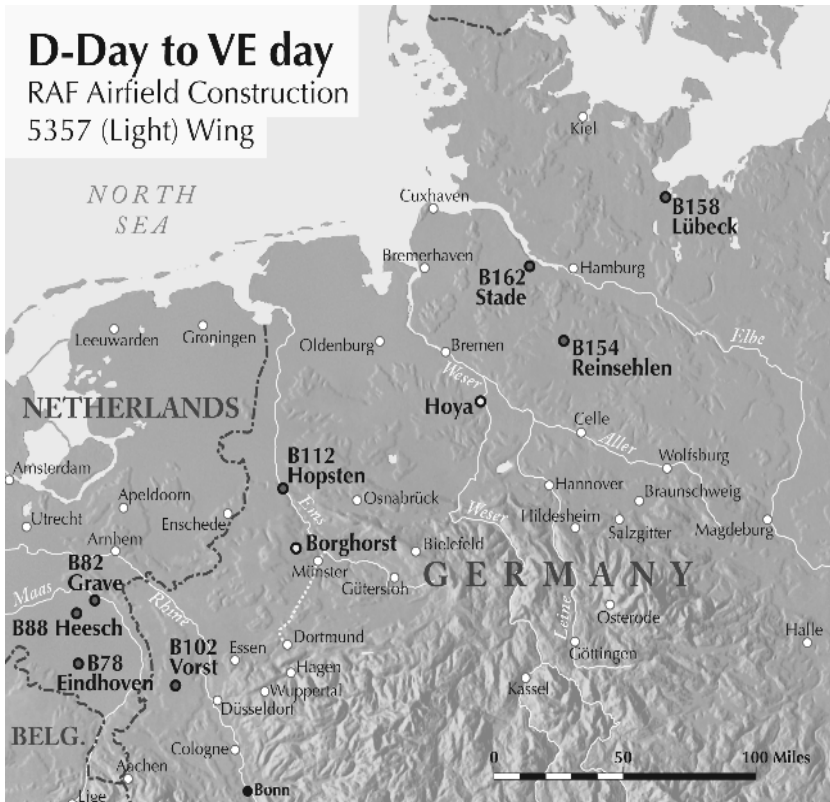 D-Day to VE day
RAF Airfield Construction
5357 (Light) Wing
Kiel
NORTH
SEA
Cuxhaven
B158
Lübeck
Bremerhaven
B162
Stade
Hamburg
Leeuwarden
Groningen
Oldenburg
Bremen
B154
Reinsehlen
Elbe
Weser
NETHERLANDS
Hoya
Celle
Aller
Amsterdam
B112
Hopsten
Wolfsburg
Apeldoorn
Osnabrück
Hannover
Braunschweig
Utrecht
Enschede
Ems
Weser
Hildesheim
Salzgitter
Magdeburg
Arnhem
Borghorst
Bielefeld
B82
Grave
Münster
Gütersloh
GERMANY
Maas
Rhine
B88 Heesch
Leine
Osterode
Halle
B102
Vorst
Essen
Dortmund
Göttingen
B78
Eindhoven
Hagen
Wuppertal
Kassel
Düsseldorf
BELG.
Cologne
Aachen
0 50 100 Miles
Bonn
Lige